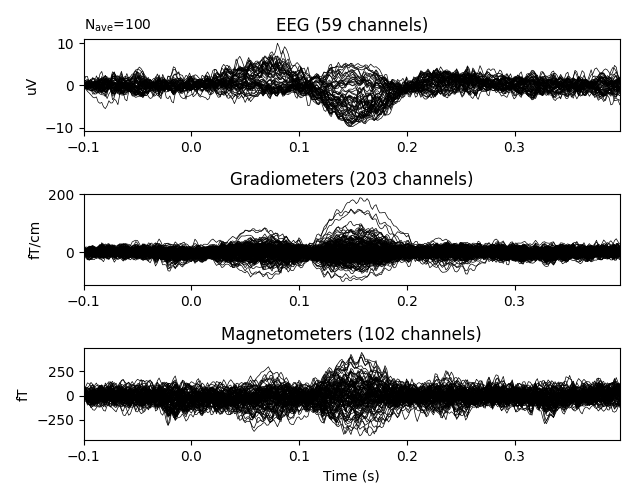 N_ave=100
EEG (59 channels)
uV
10
0
−10
−0.1 0.0 0.1 0.2 0.3
Gradiometers (203 channels)
fT/cm
200
0
−0.1 0.0 0.1 0.2 0.3
Magnetometers (102 channels)
fT
250
0
−250
−0.1 0.0 0.1 0.2 0.3
Time (s)